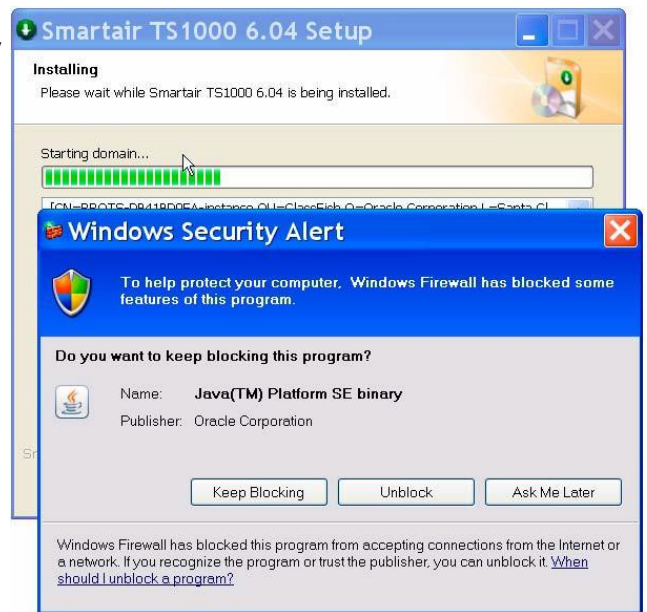 Smartair TS1000 6.04 Setup
Installing
Please wait while Smartair TS1000 6.04 is being installed.
Starting domain...
Windows Security Alert
To help protect your computer, Windows Firewall has blocked some
features of this program.
Do you want to keep blocking this program?
Name: Java(TM) Platform SE binary
Publisher: Oracle Corporation
Keep Blocking Unblock Ask Me Later
Windows Firewall has blocked this program from accepting connections from the Internet or
a network. If you recognize the program or trust the publisher, you can unblock it. When
should I unblock a program?